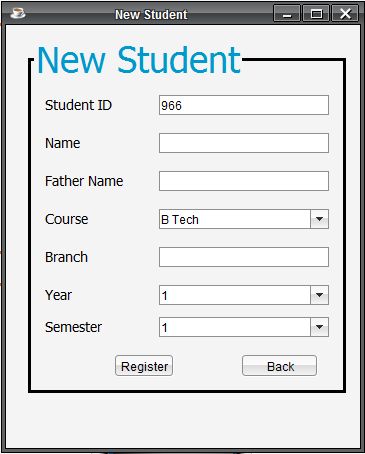 New Student
New Student
Student ID 966
Name
Father Name
Course B Tech
Branch
Year 1
Semester 1
Register Back